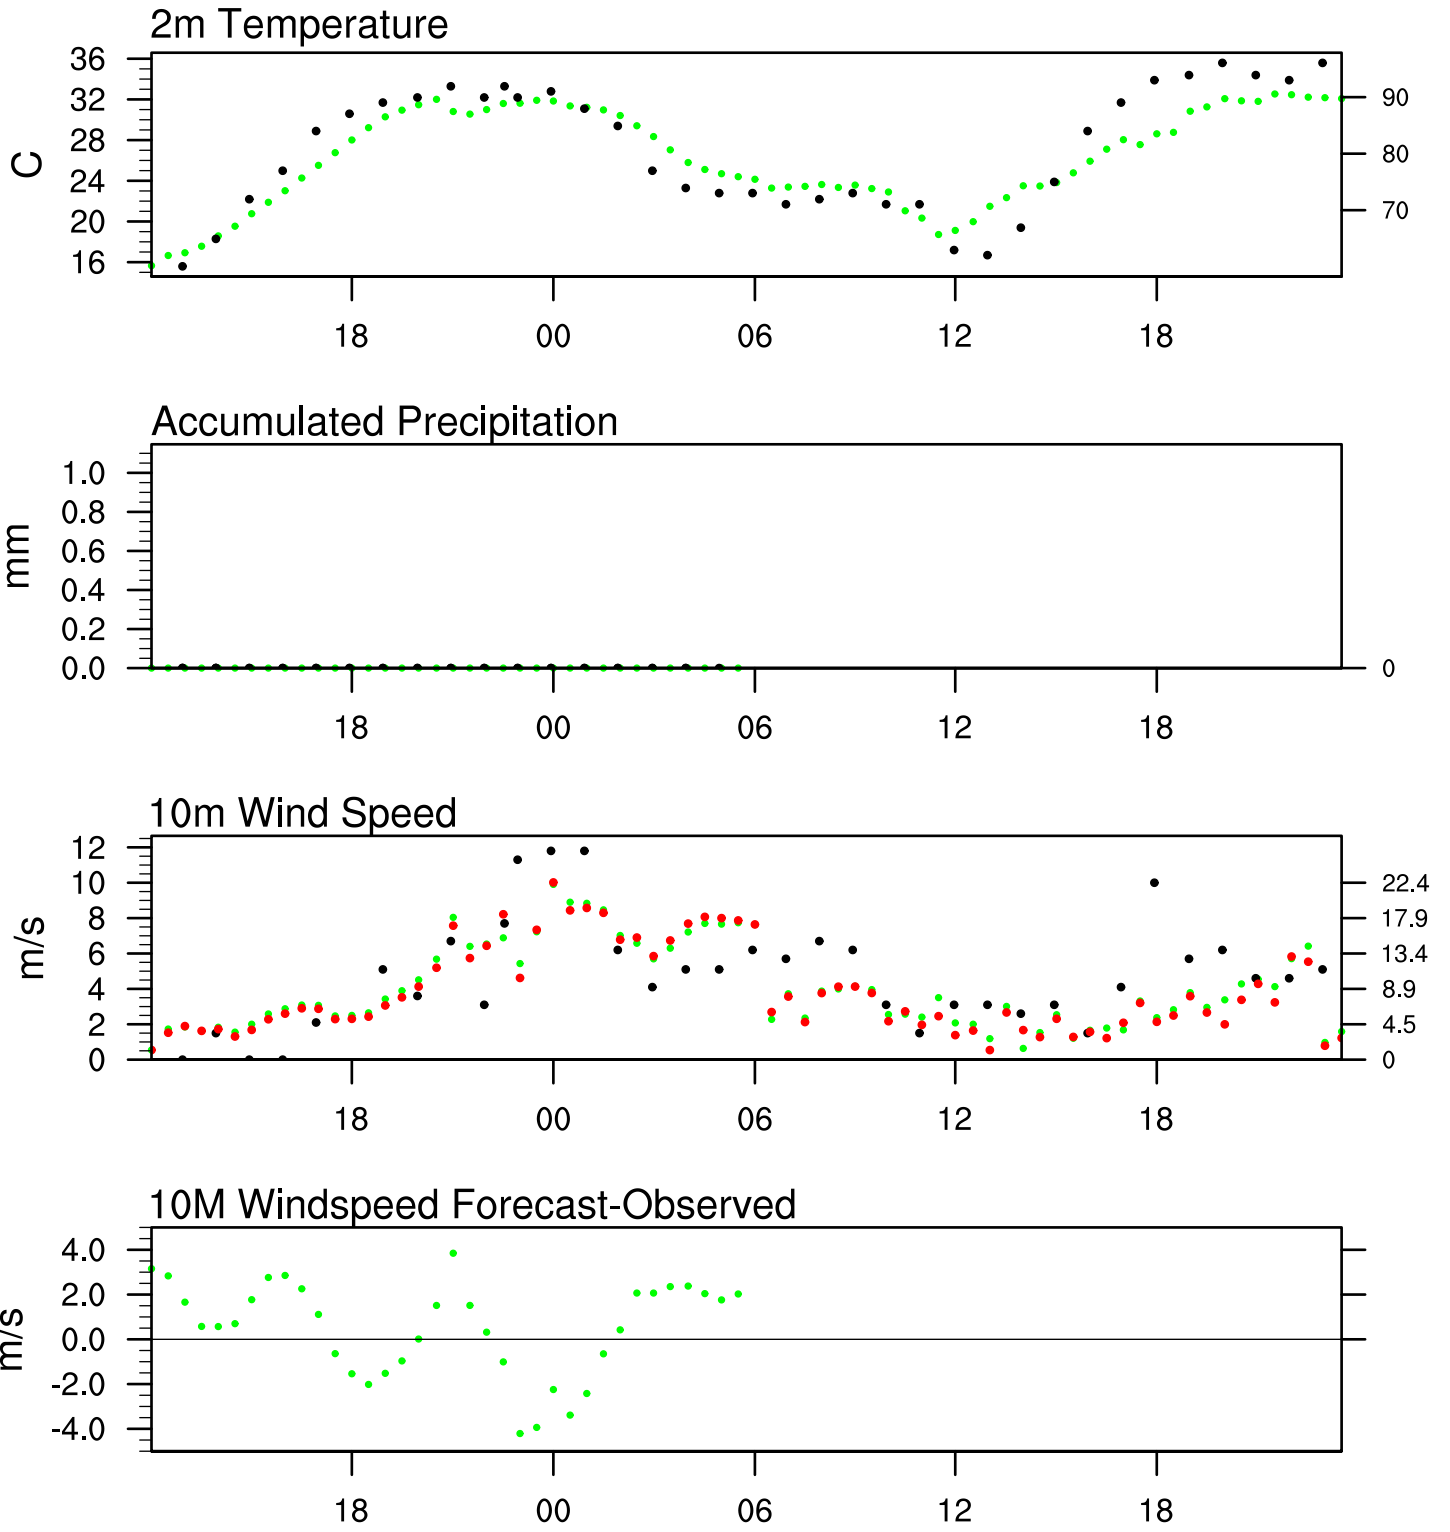 2m Temperature
36
32
28
24
20
16
C
90
80
70
18 00 06 12 18
Accumulated Precipitation
1.0
0.8
0.6
0.4
0.2
0.0
mm
0
18 00 06 12 18
10m Wind Speed
12
10
8
6
4
2
0
m/s
22.4
17.9
13.4
8.9
4.5
0
18 00 06 12 18
10M Windspeed Forecast-Observed
4.0
2.0
0.0
-2.0
-4.0
m/s
18 00 06 12 18